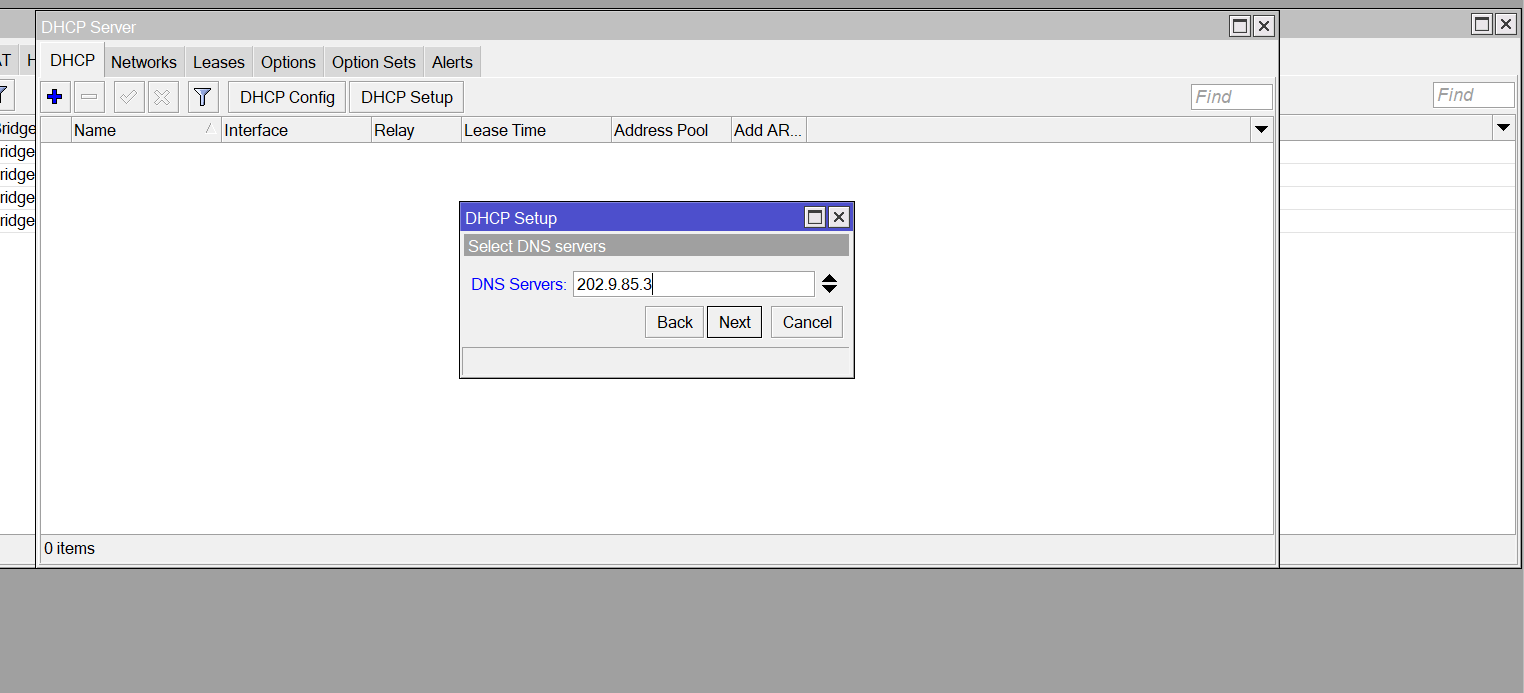 DHCP Server
AT H
DHCP Networks Leases Options Option Sets Alerts
DHCP Config DHCP Setup Find Find
Bridge Name Interface Relay Lease Time Address Pool Add AR...
ridge
ridge
ridge
ridge
DHCP Setup
Select DNS servers
DNS Servers: 202.9.85.3
Back Next Cancel
0 items